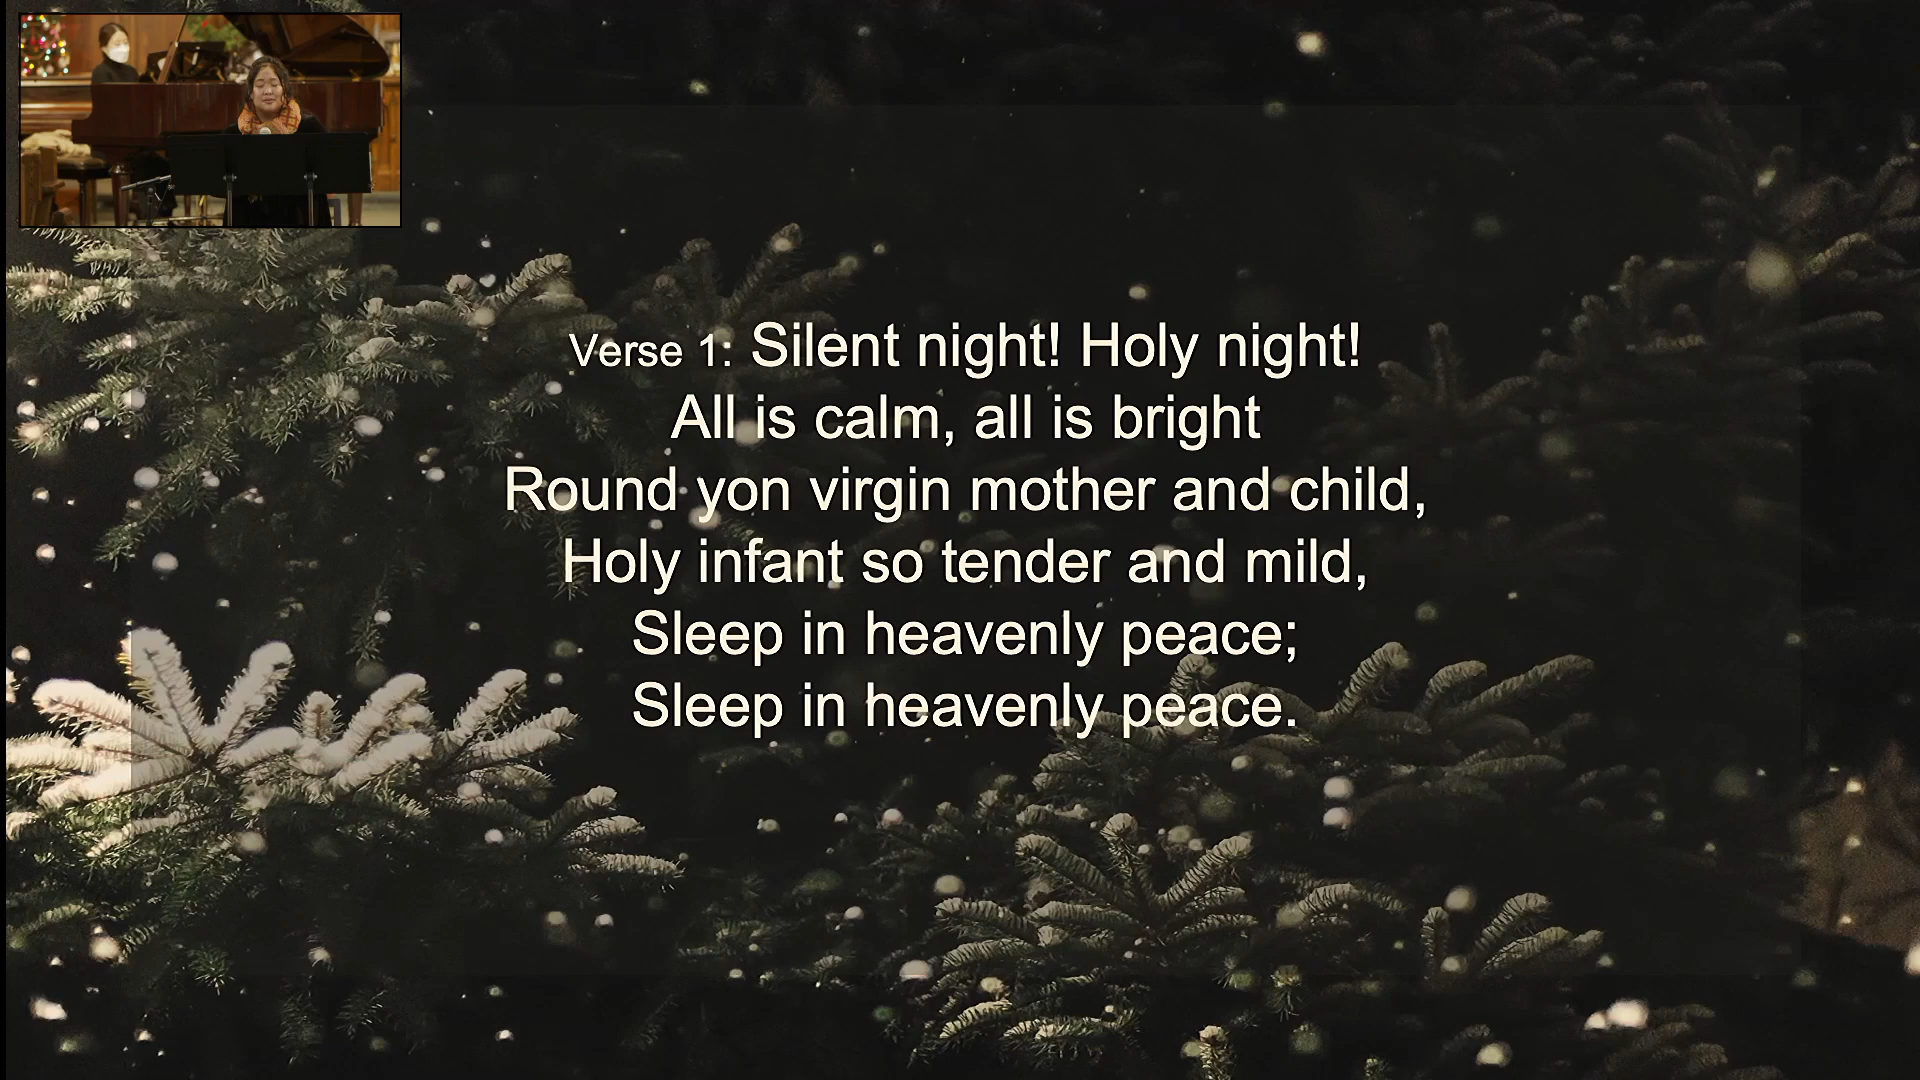 Verse 1: Silent night! Holy night!
All is calm, all is bright
Round yon virgin mother and child,
Holy infant so tender and mild,
Sleep in heavenly peace;
Sleep in heavenly peace.